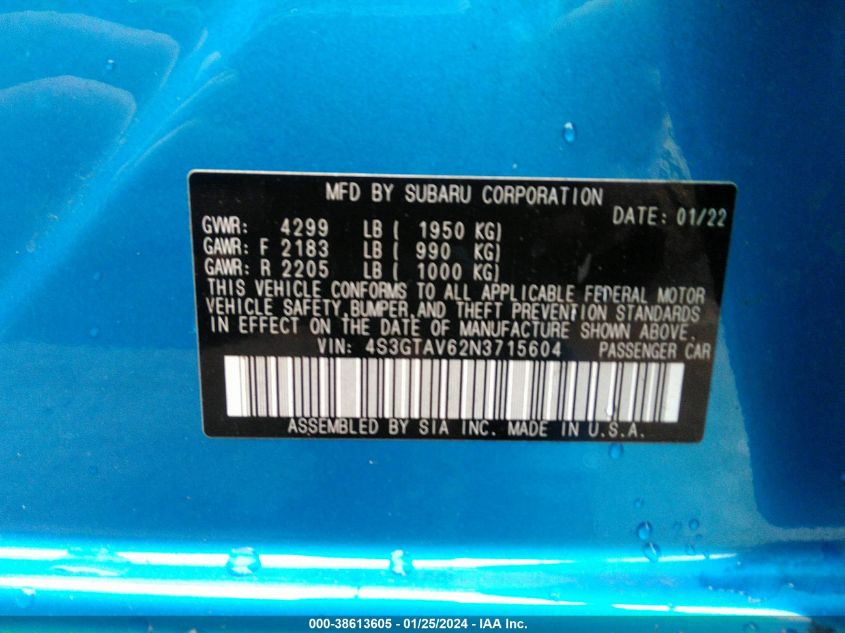 MFD BY SUBARU CORPORATION
DATE: 01/22
GVWR: 4299 LB ( 1950 KG)
GAWR: F 2183 LB ( 990 KG)
GAWR: R 2205 LB ( 1000 KG)
THIS VEHICLE CONFORMS TO ALL APPLICABLE FEDERAL MOTOR
VEHICLE SAFETY, BUMPER, AND THEFT PREVENTION STANDARDS
IN EFFECT ON THE DATE OF MANUFACTURE SHOWN ABOVE.
VIN: 4S3GTAV62N3715604 PASSENGER CAR
ASSEMBLED BY SIA INC. MADE IN U.S.A.
000-38613605 - 01/25/2024 - IAA Inc.